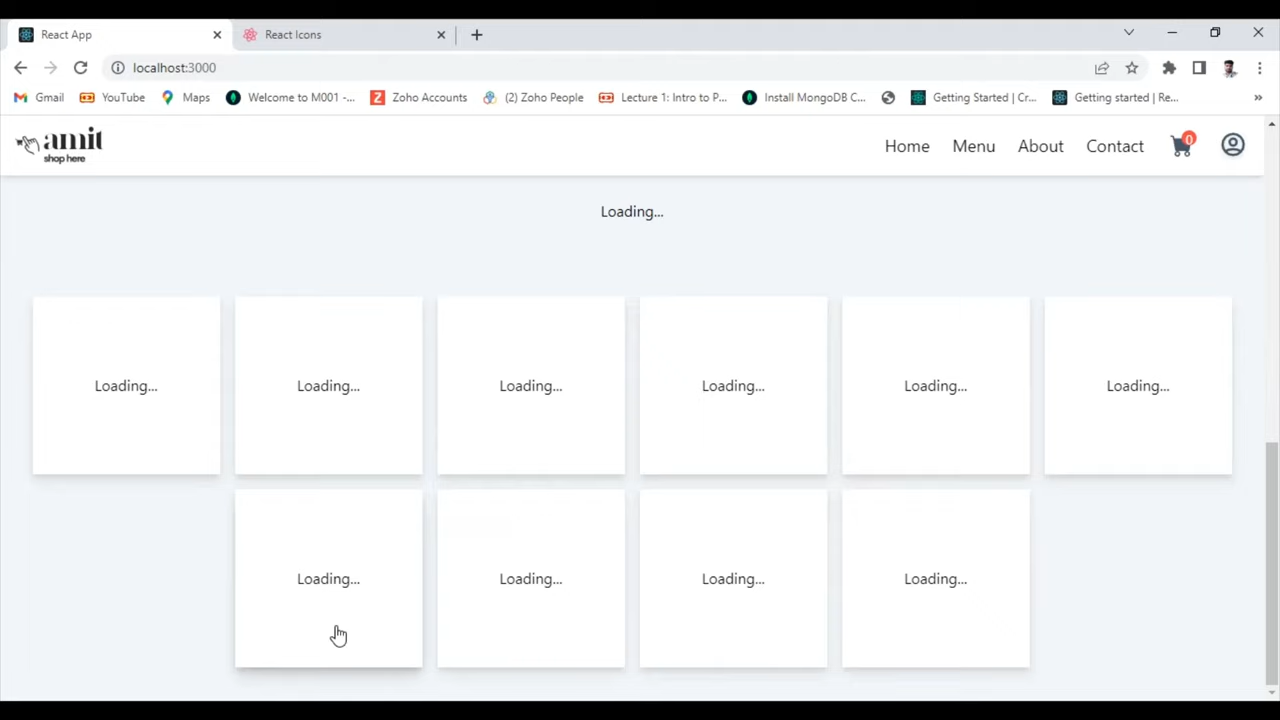 React App
React Icons
localhost:3000
Gmail
YouTube
Maps
Welcome to M001 -...
Zoho Accounts
(2) Zoho People
Lecture 1: Intro to P...
Install MongoDB C...
Getting Started | Cr...
Getting started | Re...
amit
shop here
Home
Menu
About
Contact
0
Loading...
Loading...
Loading...
Loading...
Loading...
Loading...
Loading...
Loading...
Loading...
Loading...
Loading...